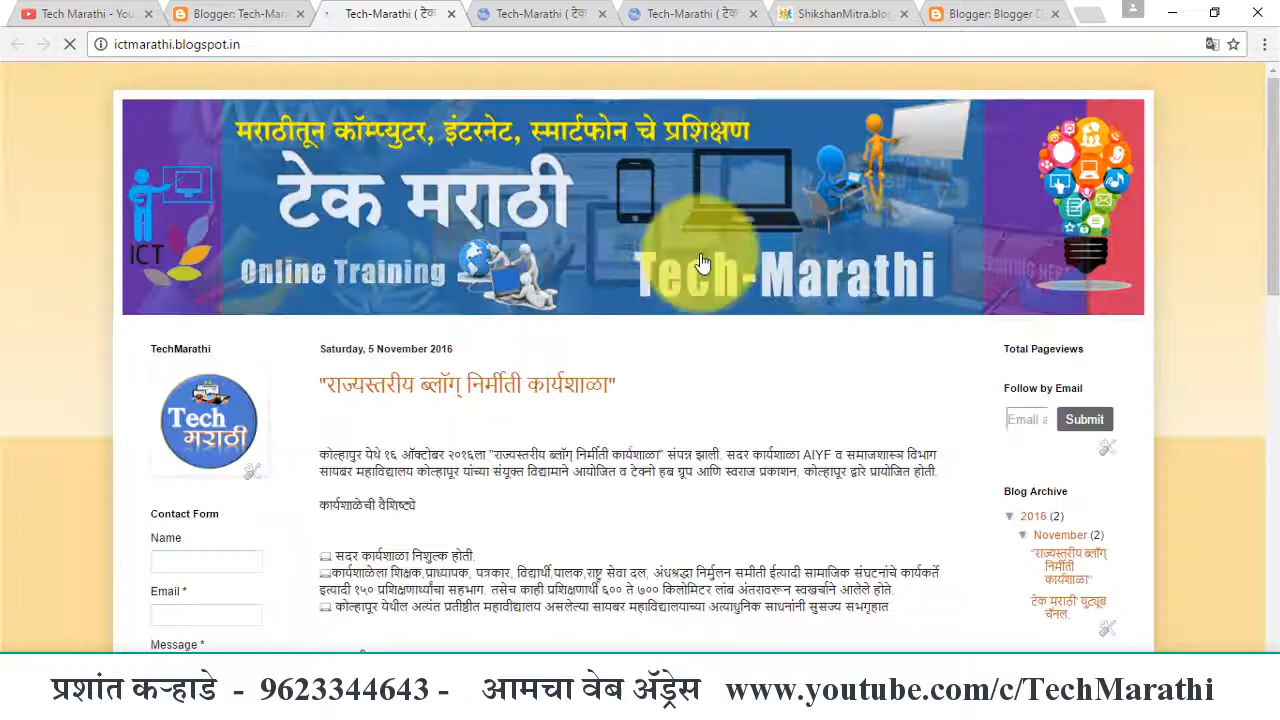 Tech Marathi - You
Blogger: Tech-Mar
Tech-Marathi ( टेक
Tech-Marathi ( टेक
Tech-Marathi ( टेक
ShikshanMitra.blog
Blogger: Blogger D
ictmarathi.blogspot.in
मराठीतून कॉम्प्युटर, इंटरनेट, स्मार्टफोन चे प्रशिक्षण
टेक मराठी
ICT
Online Training
Tech-Marathi
TechMarathi
Tech
मराठी
Contact Form
Name
Email *
Message *
Saturday, 5 November 2016
"राज्यस्तरीय ब्लॉग् निर्मीती कार्यशाळा"
कोल्हापुर येथे १६ ऑक्टोबर २०१६ला "राज्यस्तरीय ब्लॉग् निर्मीती कार्यशाळा" संपन्न झाली. सदर कार्यशाळा AIYF व समाजशास्त्र विभाग
सायबर महाविद्यालय कोल्हापूर यांच्या संयुक्त विद्यामाने आयोजित व टेक्नो हब ग्रूप आणि स्वराज प्रकाशन, कोल्हापूर द्वारे प्रायोजित होती.
कार्यशाळेची वैशिष्ट्ये
सदर कार्यशाळा निशुल्क होती.
कार्यशाळेला शिक्षक,प्राध्यापक, पत्रकार, विद्यार्थी,पालक,राष्ट्र सेवा दल, अंधश्रद्धा निर्मुलन समीती ईत्यादी सामाजिक संघटनांचे कार्यकर्ते
इत्यादी १५० प्रशिक्षणार्थ्यांचा सहभाग. तसेच काही प्रशिक्षणार्थी ६०० ते ७०० किलोमिटर लांब अंतरावरून स्वखर्चाने आलेले होते.
कोल्हापूर येथील अत्यंत प्रतीष्ठीत महावीद्यालय असलेल्या सायबर महाविद्यालयाच्या अत्याधुनिक साधनांनी सुसज्य सभगृहात
Total Pageviews
Follow by Email
Email a
Submit
Blog Archive
▼ 2016 (2)
▼ November (2)
"राज्यस्तरीय ब्लॉग्
निर्मीती
कार्यशाळा"
टेक मराठी' युट्यूब
चॅनल.
प्रशांत कऱ्हाडे - 9623344643 - आमचा वेब ॲड्रेस www.youtube.com/c/TechMarathi